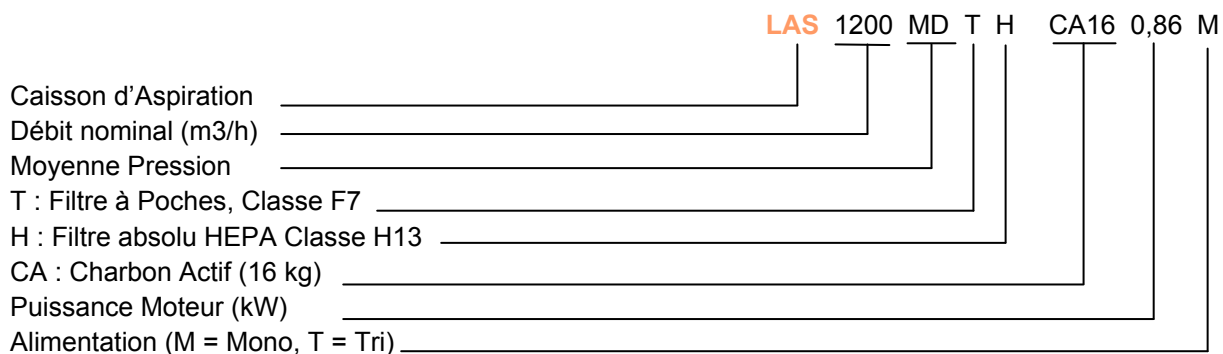 LAS 1200 MD T H CA16 0,86 M
Caisson d’Aspiration
Débit nominal (m3/h)
Moyenne Pression
T : Filtre à Poches, Classe F7
H : Filtre absolu HEPA Classe H13
CA : Charbon Actif (16 kg)
Puissance Moteur (kW)
Alimentation (M = Mono, T = Tri)